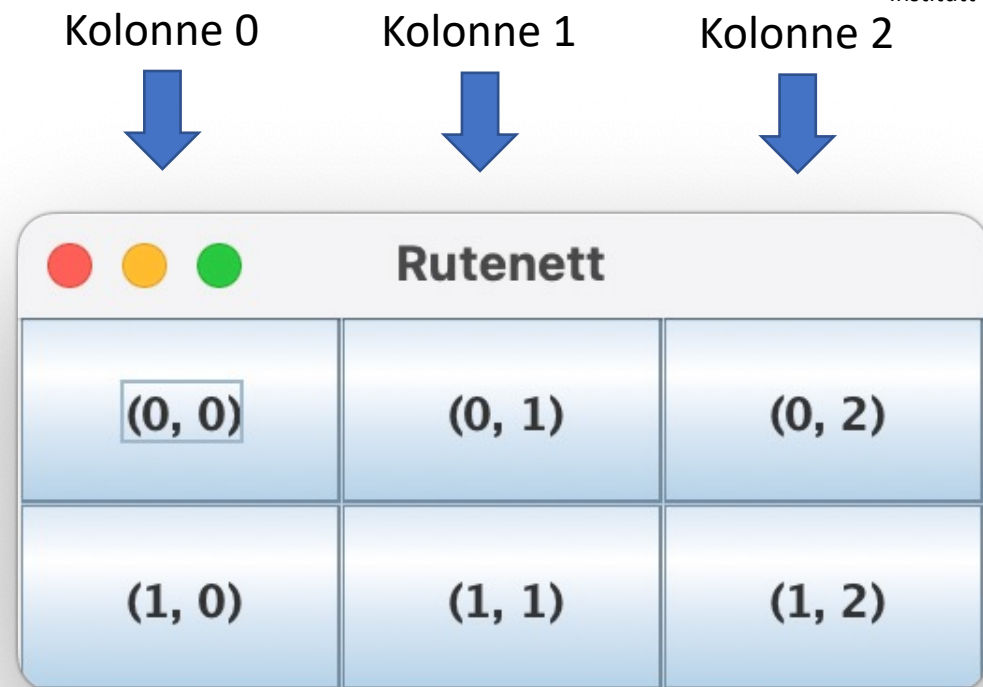 Kolonne 0 Kolonne 1 Kolonne 2
Rutenett
(0, 0) (0, 1) (0, 2)
(1, 0) (1, 1) (1, 2)